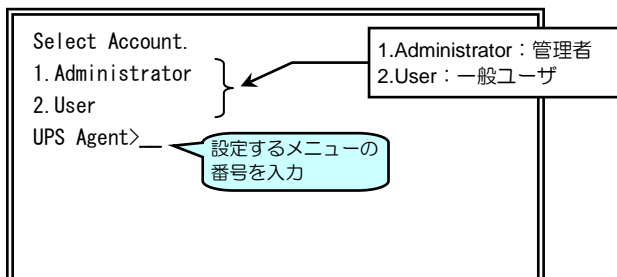 Select Account.
1.Administrator
2.User
UPS Agent>__
1.Administrator：管理者
2.User：一般ユーザ
設定するメニューの
番号を入力